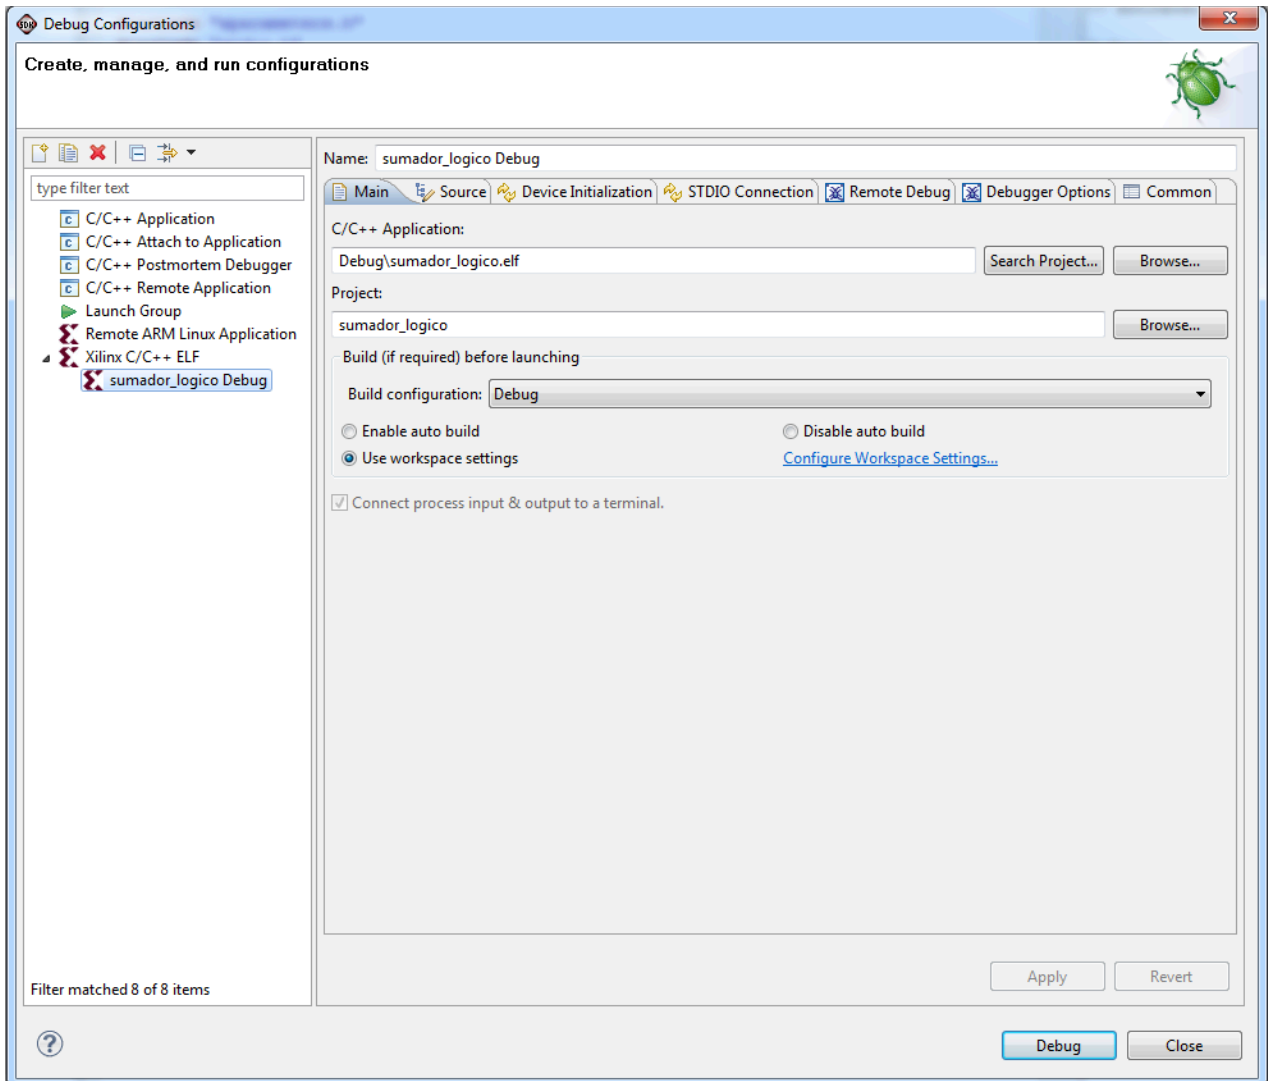 SDK Debug Configurations
Create, manage, and run configurations
type filter text
C/C++ Application
C/C++ Attach to Application
C/C++ Postmortem Debugger
C/C++ Remote Application
Launch Group
Remote ARM Linux Application
Xilinx C/C++ ELF
sumador_logico Debug
Filter matched 8 of 8 items
Name: sumador_logico Debug
Main Source Device Initialization STDIO Connection Remote Debug Debugger Options Common
C/C++ Application:
Debug\sumador_logico.elf Search Project... Browse...
Project:
sumador_logico Browse...
Build (if required) before launching
Build configuration: Debug
Enable auto build Disable auto build
Use workspace settings Configure Workspace Settings...
Connect process input & output to a terminal.
Apply Revert
Debug Close